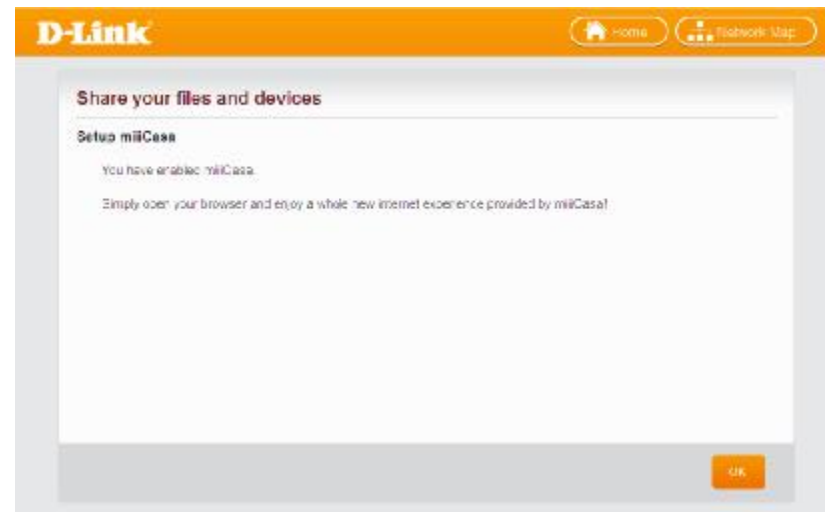 D-Link
Home
Network Map
Share your files and devices
Setup miiCasa
You have enabled miiCasa.
Simply open your browser and enjoy a whole new internet experience provided by miiCasa!
OK